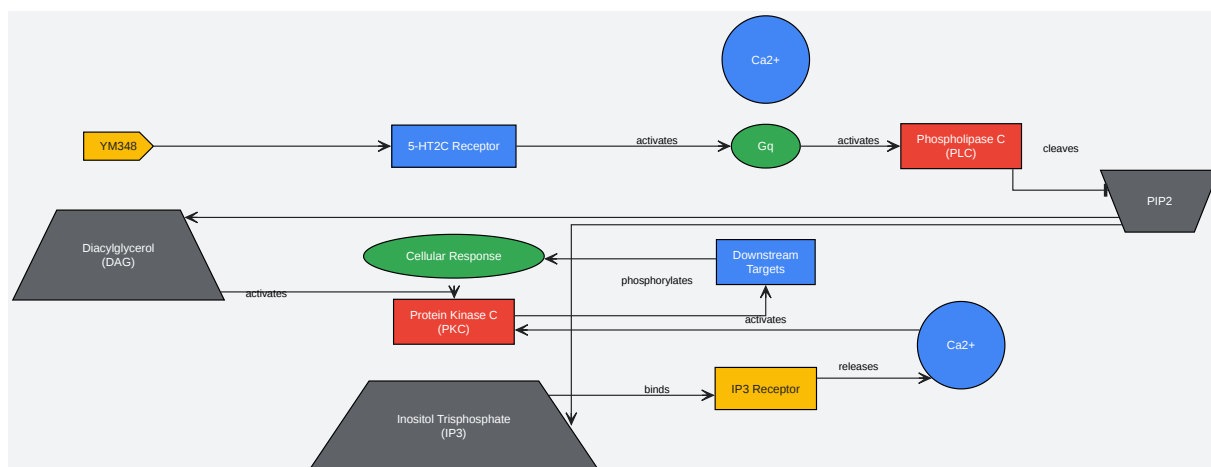 Ca2+
YM348
5-HT2C Receptor
activates
Gq
activates
Phospholipase C
(PLC)
cleaves
PIP2
Diacylglycerol
(DAG)
Cellular Response
Downstream
Targets
phosphorylates
activates
Protein Kinase C
(PKC)
activates
Ca2+
releases
IP3 Receptor
binds
Inositol Trisphosphate
(IP3)